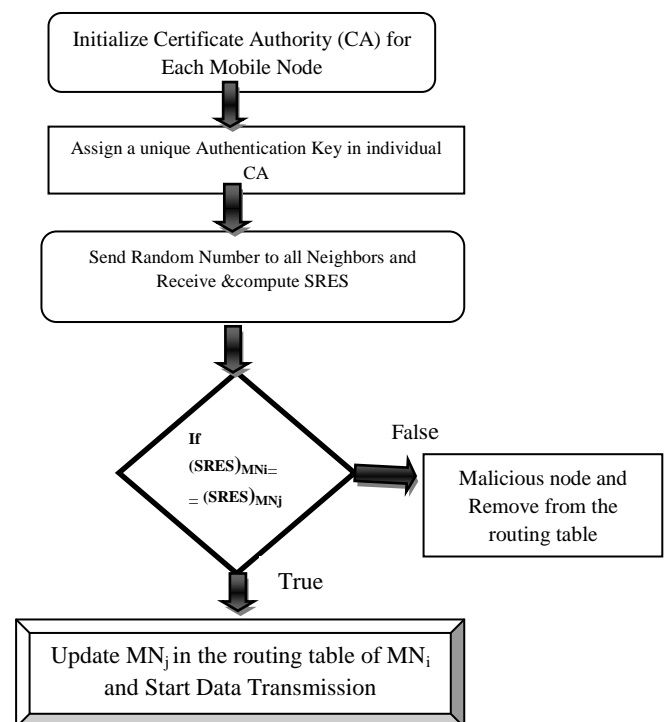 Initialize Certificate Authority (CA) for
Each Mobile Node
Assign a unique Authentication Key in individual
CA
Send Random Number to all Neighbors and
Receive &compute SRES
If
(SRES)MNi=
= (SRES)MNj
False
Malicious node and
Remove from the
routing table
True
Update MNj in the routing table of MNi
and Start Data Transmission